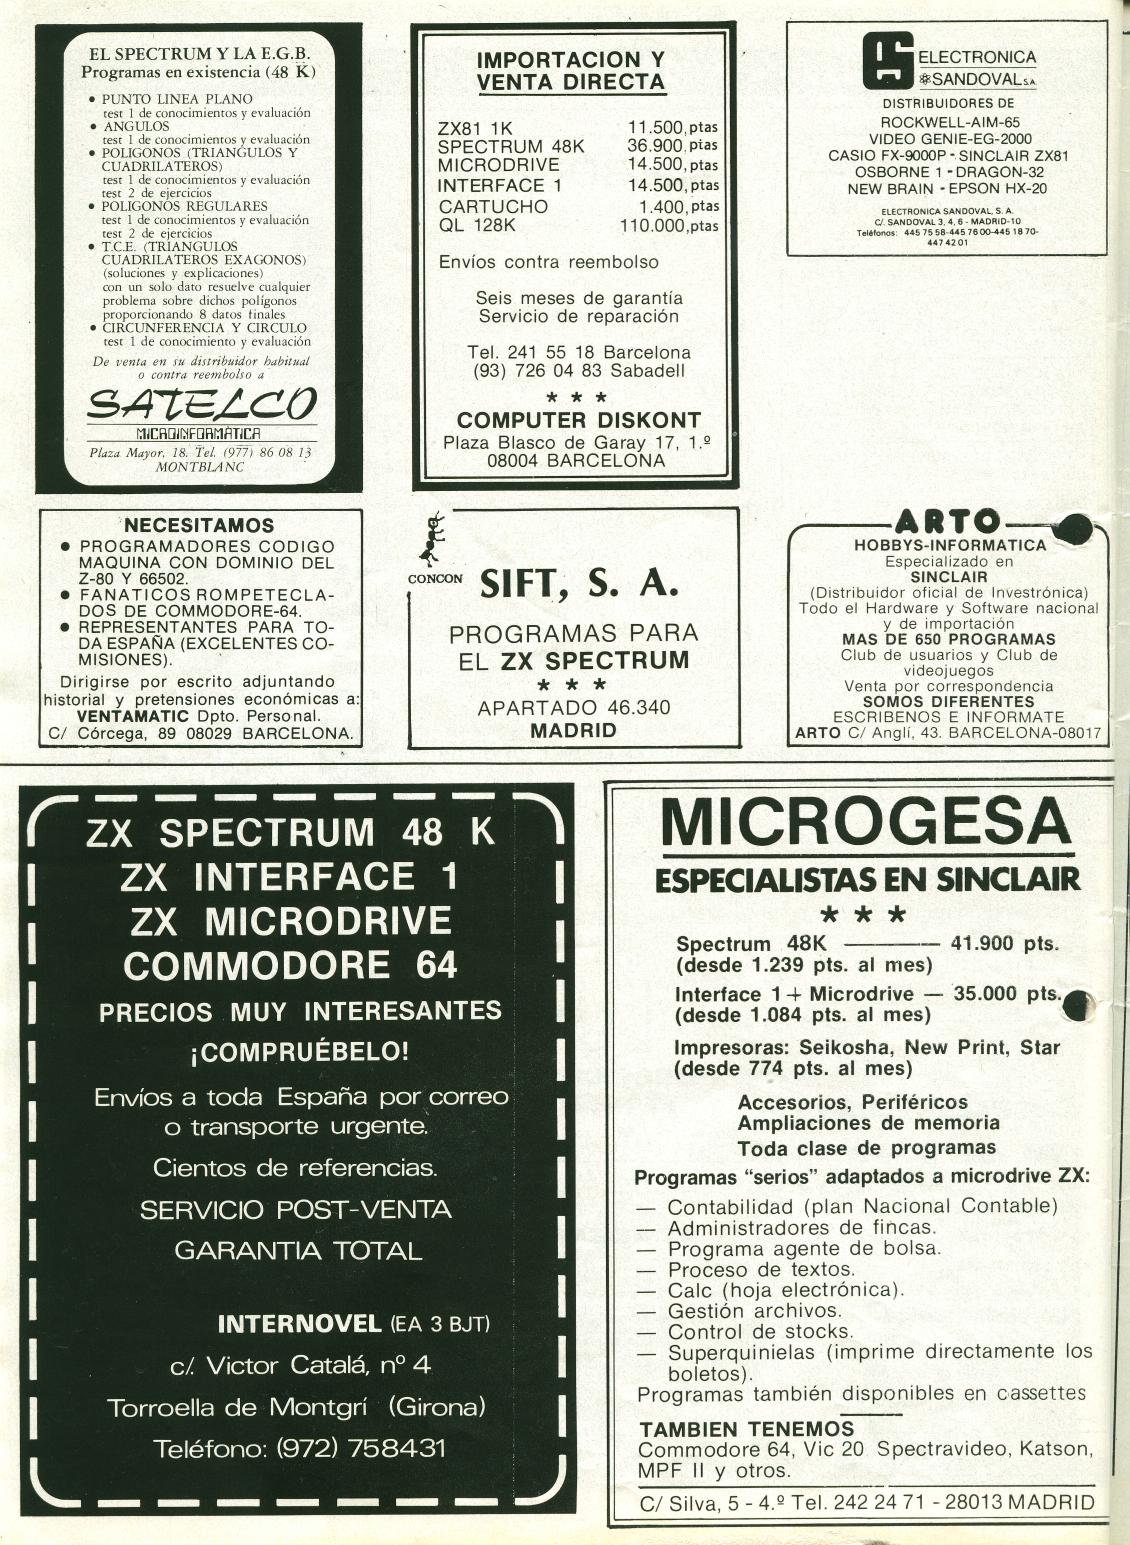 EL SPECTRUM Y LA E.G.B.
Programas en existencia (48 K)
● PUNTO LINEA PLANO
test 1 de conocimientos y evaluación
● ANGULOS
test 1 de conocimientos y evaluación
● POLIGONOS (TRIANGULOS Y
CUADRILATEROS)
test 1 de conocimientos y evaluación
test 2 de ejercicios
● POLIGONOS REGULARES
test 1 de conocimientos y evaluación
test 2 de ejercicios
● T.C.E. (TRIANGULOS
CUADRILATEROS EXAGONOS)
(soluciones y explicaciones)
con un solo dato resuelve cualquier
problema sobre dichos polígonos
proporcionando 8 datos finales
● CIRCUNFERENCIA Y CIRCULO
test 1 de conocimiento y evaluación
De venta en su distribuidor habitual
o contra reembolso a
SATELCO
MICROINFORMÀTICA
Plaza Mayor, 18. Tel. (977) 86 08 13
MONTBLANC
IMPORTACION Y
VENTA DIRECTA
ZX81 1K 11.500,ptas
SPECTRUM 48K 36.900,ptas
MICRODRIVE 14.500,ptas
INTERFACE 1 14.500,ptas
CARTUCHO 1.400,ptas
QL 128K 110.000,ptas
Envíos contra reembolso
Seis meses de garantía
Servicio de reparación
Tel. 241 55 18 Barcelona
(93) 726 04 83 Sabadell
* * *
COMPUTER DISKONT
Plaza Blasco de Garay 17, 1.º
08004 BARCELONA
ELECTRONICA
SANDOVAL S.A.
DISTRIBUIDORES DE
ROCKWELL-AIM-65
VIDEO GENIE-EG-2000
CASIO FX-9000P - SINCLAIR ZX81
OSBORNE 1 - DRAGON-32
NEW BRAIN - EPSON HX-20
ELECTRONICA SANDOVAL, S. A.
C/. SANDOVAL 3, 4, 6 - MADRID-10
Teléfonos: 445 75 58-445 76 00-445 18 70-
447 42 01
NECESITAMOS
● PROGRAMADORES CODIGO
MAQUINA CON DOMINIO DEL
Z-80 Y 66502.
● FANATICOS ROMPETECLA-
DOS DE COMMODORE-64.
● REPRESENTANTES PARA TO-
DA ESPAÑA (EXCELENTES CO-
MISIONES).
Dirigirse por escrito adjuntando
historial y pretensiones económicas a:
VENTAMATIC Dpto. Personal.
C/ Córcega, 89 08029 BARCELONA.
CONCON
SIFT, S. A.
PROGRAMAS PARA
EL ZX SPECTRUM
* * *
APARTADO 46.340
MADRID
ARTO
HOBBYS-INFORMATICA
Especializado en
SINCLAIR
(Distribuidor oficial de Investrónica)
Todo el Hardware y Software nacional
y de importación
MAS DE 650 PROGRAMAS
Club de usuarios y Club de
videojuegos
Venta por correspondencia
SOMOS DIFERENTES
ESCRIBENOS E INFORMATE
ARTO C/ Anglí, 43. BARCELONA-08017
ZX SPECTRUM 48 K
ZX INTERFACE 1
ZX MICRODRIVE
COMMODORE 64
PRECIOS MUY INTERESANTES
¡COMPRUÉBELO!
Envíos a toda España por correo
o transporte urgente.
Cientos de referencias.
SERVICIO POST-VENTA
GARANTIA TOTAL
INTERNOVEL (EA 3 BJT)
c/. Victor Catalá, nº 4
Torroella de Montgrí (Girona)
Teléfono: (972) 758431
MICROGESA
ESPECIALISTAS EN SINCLAIR
* * *
Spectrum 48K ——— 41.900 pts.
(desde 1.239 pts. al mes)
Interface 1 + Microdrive — 35.000 pts.
(desde 1.084 pts. al mes)
Impresoras: Seikosha, New Print, Star
(desde 774 pts. al mes)
Accesorios, Periféricos
Ampliaciones de memoria
Toda clase de programas
Programas “serios” adaptados a microdrive ZX:
— Contabilidad (plan Nacional Contable)
— Administradores de fincas.
— Programa agente de bolsa.
— Proceso de textos.
— Calc (hoja electrónica).
— Gestión archivos.
— Control de stocks.
— Superquinielas (imprime directamente los
boletos).
Programas también disponibles en cassettes
TAMBIEN TENEMOS
Commodore 64, Vic 20 Spectravideo, Katson,
MPF II y otros.
C/ Silva, 5 - 4.º Tel. 242 24 71 - 28013 MADRID